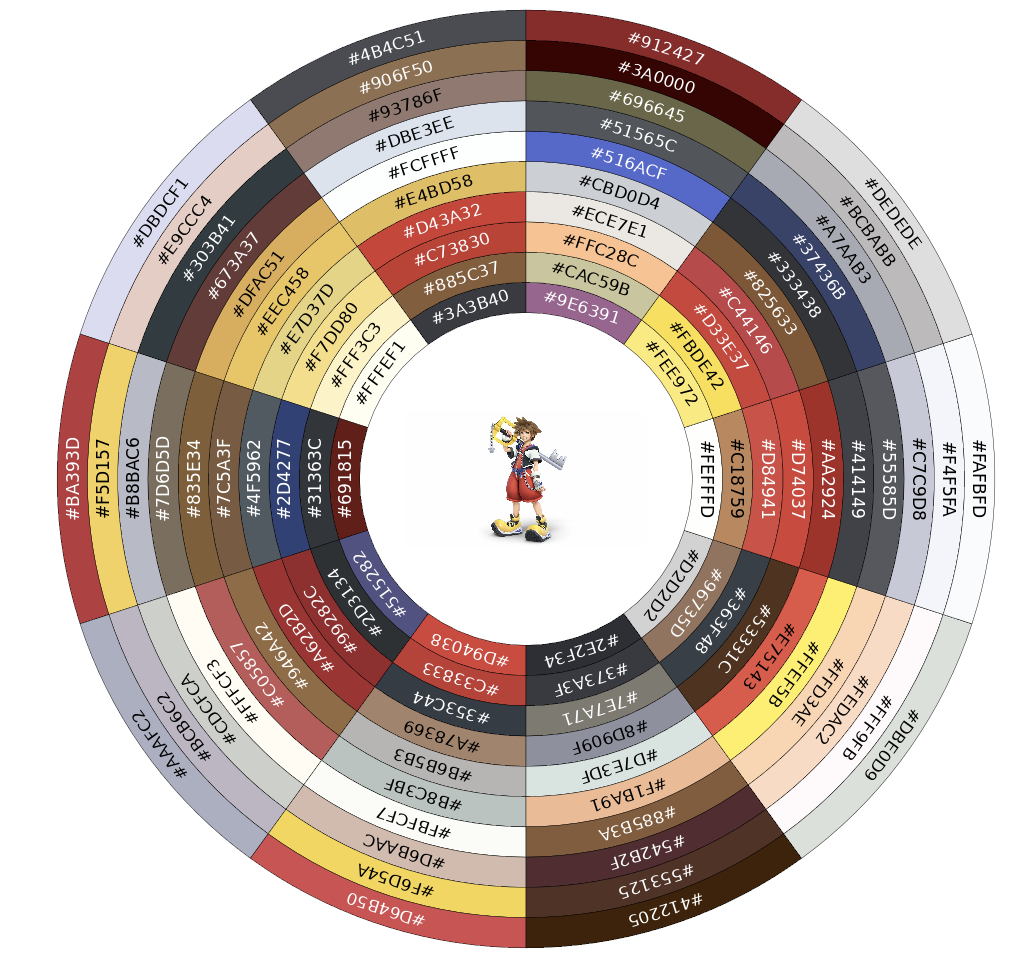 #912427
#3A0000
#696645
#51565C
#516ACF
#CBD0D4
#ECE7E1
#FFC28C
#CAC59B
#9E6391
#DEDEDE
#BCBABB
#A7AAB3
#37436B
#333438
#825633
#C44146
#D33E37
#FBDE42
#FEE972
#FAFBFD
#F4F5FA
#C7C9D8
#55585D
#414149
#AA2924
#D74037
#D84941
#C18759
#FEFFFD
#DBE0D9
#FFF9FB
#FEDAC2
#FFD3AE
#FFEF5B
#E75143
#53331C
#363F48
#96735D
#D2D2D2
#412205
#553125
#542B2F
#885B3A
#F1BA91
#D7E3DF
#8D909F
#7E7A71
#373A3F
#2E2F34
#D64B50
#F6D54A
#D6BAAC
#FBFCF7
#B8C3BF
#B6B5B3
#A78369
#353C44
#C33833
#D94038
#AAAFC2
#BCB6C2
#CDCFCA
#FFFCF3
#C05857
#946A42
#A62B2D
#99282C
#2D3134
#515282
#BA393D
#F5D157
#B8BAC6
#7D6D5D
#835E34
#7C5A3F
#4F5962
#2D4277
#31363C
#691815
#DBDCF1
#E9CCC4
#303B41
#673A37
#DFAC51
#EEC458
#E7D37D
#F7DD80
#FFF3C3
#FFFEF1
#4B4C51
#906F50
#93786F
#DBE3EE
#FCFFFF
#E4BD58
#D43A32
#C73830
#885C37
#3A3B40